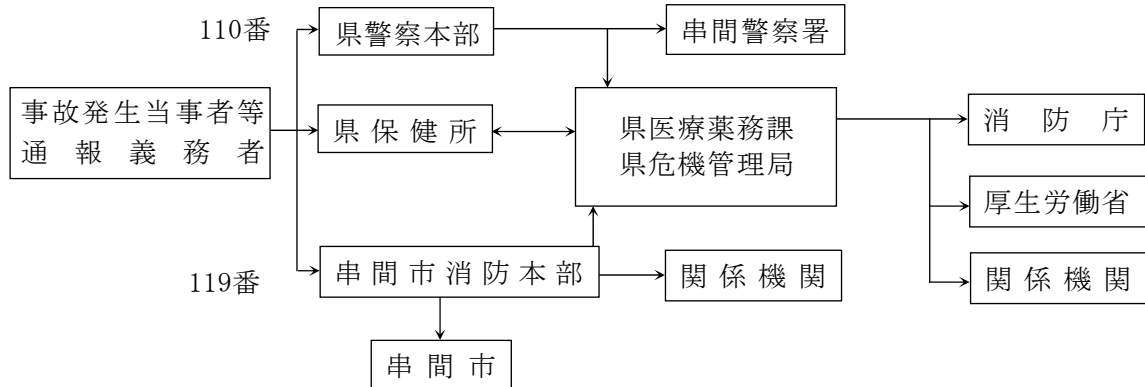 110番
県警察本部
串間警察署
事故発生当事者等
通報義務者
県保健所
県医療薬務課
県危機管理局
消防庁
厚生労働省
119番
串間市消防本部
関係機関
関係機関
串間市